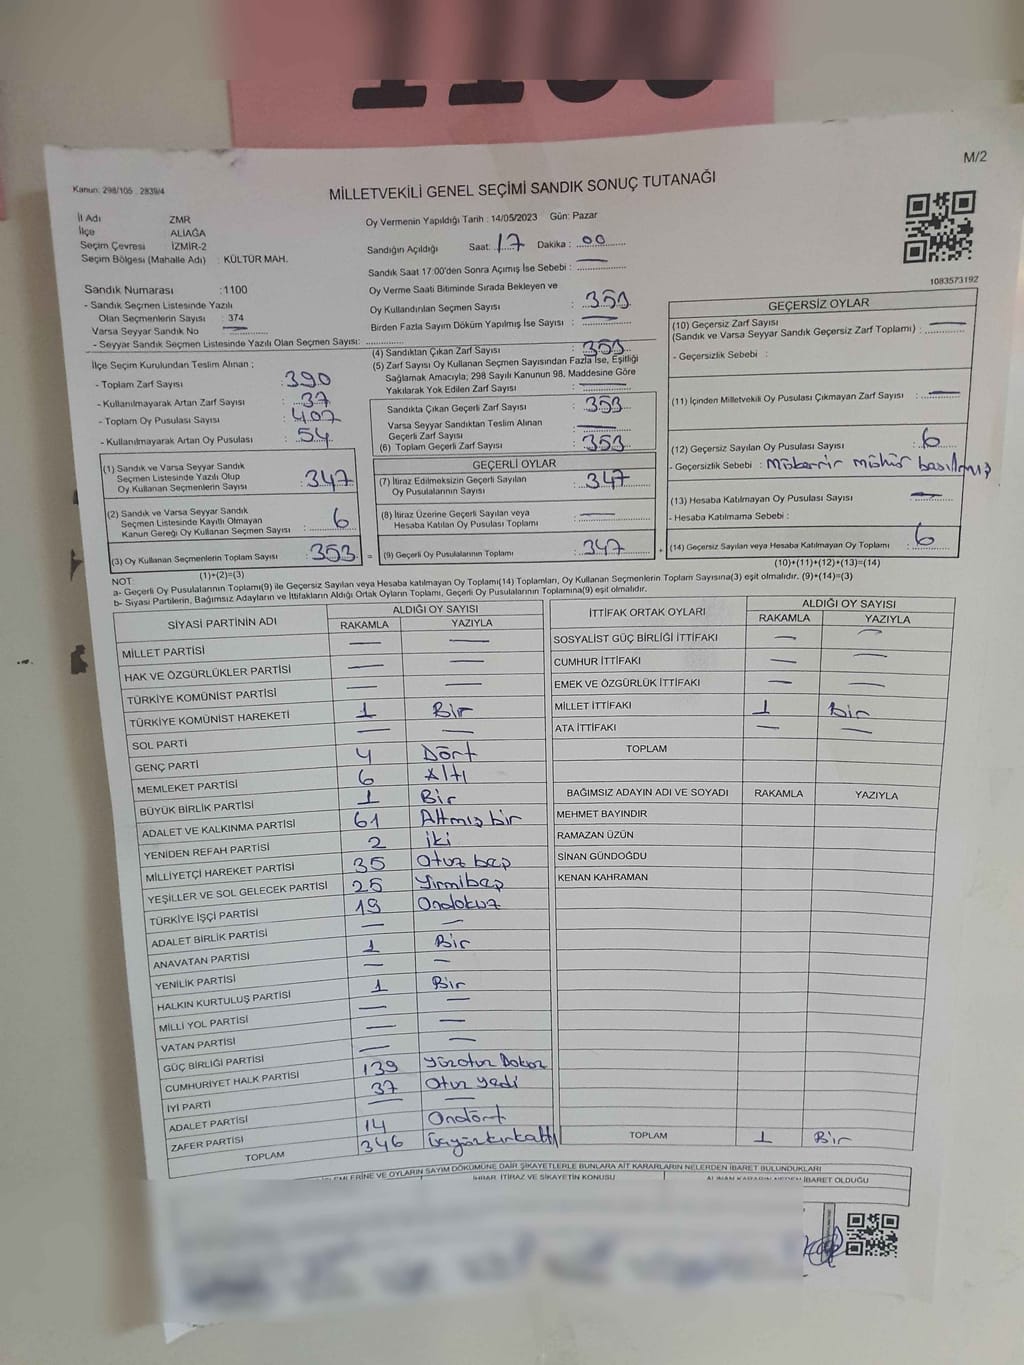 1100
M/2
Kanun: 298/105 . 2839/4
MİLLETVEKİLİ GENEL SEÇİMİ SANDIK SONUÇ TUTANAĞI
İl Adı ZMR
İlçe ALİAĞA
Seçim Çevresi İZMİR-2
Seçim Bölgesi (Mahalle Adı) : KÜLTÜR MAH.
Oy Vermenin Yapıldığı Tarih : 14/05/2023 Gün: Pazar
Sandığın Açıldığı Saat: 17 Dakika : 00
Sandık Saat 17:00'den Sonra Açımış İse Sebebi : —
Sandık Numarası :1100
- Sandık Seçmen Listesinde Yazılı
Olan Seçmenlerin Sayısı : 374
Varsa Seyyar Sandık No —
- Seyyar Sandık Seçmen Listesinde Yazılı Olan Seçmen Sayısı:
Oy Verme Saati Bitiminde Sırada Bekleyen ve
Oy Kullandırılan Seçmen Sayısı : 353
Birden Fazla Sayım Döküm Yapılmış İse Sayısı : —
1083573192
İlçe Seçim Kurulundan Teslim Alınan ;
- Toplam Zarf Sayısı : 390
- Kullanılmayarak Artan Zarf Sayısı : 37
- Toplam Oy Pusulası Sayısı : 407
- Kullanılmayarak Artan Oy Pusulası : 54
(4) Sandıktan Çıkan Zarf Sayısı : 353
(5) Zarf Sayısı Oy Kullanan Seçmen Sayısından Fazla İse, Eşitliği
Sağlamak Amacıyla; 298 Sayılı Kanunun 98. Maddesine Göre
Yakılarak Yok Edilen Zarf Sayısı : —
Sandıkta Çıkan Geçerli Zarf Sayısı : 353
Varsa Seyyar Sandıktan Teslim Alınan
Geçerli Zarf Sayısı : —
(6) Toplam Geçerli Zarf Sayısı : 353
GEÇERSİZ OYLAR
(10) Geçersiz Zarf Sayısı
(Sandık ve Varsa Seyyar Sandık Geçersiz Zarf Toplamı) : —
- Geçersizlik Sebebi :
(11) İçinden Milletvekili Oy Pusulası Çıkmayan Zarf Sayısı : —
(12) Geçersiz Sayılan Oy Pusulası Sayısı : 6
- Geçersizlik Sebebi : Mükerrir mühür basılmış
(13) Hesaba Katılmayan Oy Pusulası Sayısı —
- Hesaba Katılmama Sebebi :
(14) Geçersiz Sayılan veya Hesaba Katılmayan Oy Toplamı : 6
(10)+(11)+(12)+(13)=(14)
(1) Sandık ve Varsa Seyyar Sandık
Seçmen Listesinde Yazılı Olup
Oy Kullanan Seçmenlerin Sayısı : 347
(2) Sandık ve Varsa Seyyar Sandık
Seçmen Listesinde Kayıtlı Olmayan
Kanun Gereği Oy Kullanan Seçmen Sayısı : 6
(3) Oy Kullanan Seçmenlerin Toplam Sayısı : 353 =
(1)+(2)=(3)
GEÇERLİ OYLAR
(7) İtiraz Edilmeksizin Geçerli Sayılan
Oy Pusulalarının Sayısı : 347
(8) İtiraz Üzerine Geçerli Sayılan veya
Hesaba Katılan Oy Pusulası Toplamı : —
(9) Geçerli Oy Pusulalarının Toplamı : 347 +
NOT:
a- Geçerli Oy Pusulalarının Toplamı(9) ile Geçersiz Sayılan veya Hesaba katılmayan Oy Toplamı(14) Toplamları, Oy Kullanan Seçmenlerin Toplam Sayısına(3) eşit olmalıdır. (9)+(14)=(3)
b- Siyasi Partilerin, Bağımsız Adayların ve İttifakların Aldığı Ortak Oyların Toplamı, Geçerli Oy Pusulalarının Toplamına(9) eşit olmalıdır.
SİYASİ PARTİNİN ADI ALDIĞI OY SAYISI
RAKAMLA YAZIYLA
MİLLET PARTİSİ — —
HAK VE ÖZGÜRLÜKLER PARTİSİ — —
TÜRKİYE KOMÜNİST PARTİSİ — —
TÜRKİYE KOMÜNİST HAREKETİ 1 Bir
SOL PARTİ — —
GENÇ PARTİ 4 Dört
MEMLEKET PARTİSİ 6 Altı
BÜYÜK BİRLİK PARTİSİ 1 Bir
ADALET VE KALKINMA PARTİSİ 61 Altmış bir
YENİDEN REFAH PARTİSİ 2 iki
MİLLİYETÇİ HAREKET PARTİSİ 35 Otuz beş
YEŞİLLER VE SOL GELECEK PARTİSİ 25 Yirmibeş
TÜRKİYE İŞÇİ PARTİSİ 19 Ondokuz
ADALET BİRLİK PARTİSİ — —
ANAVATAN PARTİSİ 1 Bir
YENİLİK PARTİSİ — —
HALKIN KURTULUŞ PARTİSİ 1 Bir
MİLLİ YOL PARTİSİ — —
VATAN PARTİSİ — —
GÜÇ BİRLİĞİ PARTİSİ — —
CUMHURİYET HALK PARTİSİ 139 Yüzotuz Dokuz
İYİ PARTİ 37 Otuz yedi
ADALET PARTİSİ — —
ZAFER PARTİSİ 14 Ondört
TOPLAM 346 Üçyüzkırkaltı
İTTİFAK ORTAK OYLARI ALDIĞI OY SAYISI
RAKAMLA YAZIYLA
SOSYALİST GÜÇ BİRLİĞİ İTTİFAKI — —
CUMHUR İTTİFAKI — —
EMEK VE ÖZGÜRLÜK İTTİFAKI — —
MİLLET İTTİFAKI 1 Bir
ATA İTTİFAKI — —
TOPLAM
BAĞIMSIZ ADAYIN ADI VE SOYADI RAKAMLA YAZIYLA
MEHMET BAYINDIR
RAMAZAN ÜZÜN
SİNAN GÜNDOĞDU
KENAN KAHRAMAN
TOPLAM 1 Bir
VE OYLARIN SAYIM DÖKÜMÜNE DAİR ŞİKAYETLERLE BUNLARA AİT KARARLARIN NELERDEN İBARET BULUNDUKLARI
İHBAR, İTİRAZ VE ŞİKAYETİN KONUSU
İBARET OLDUĞU